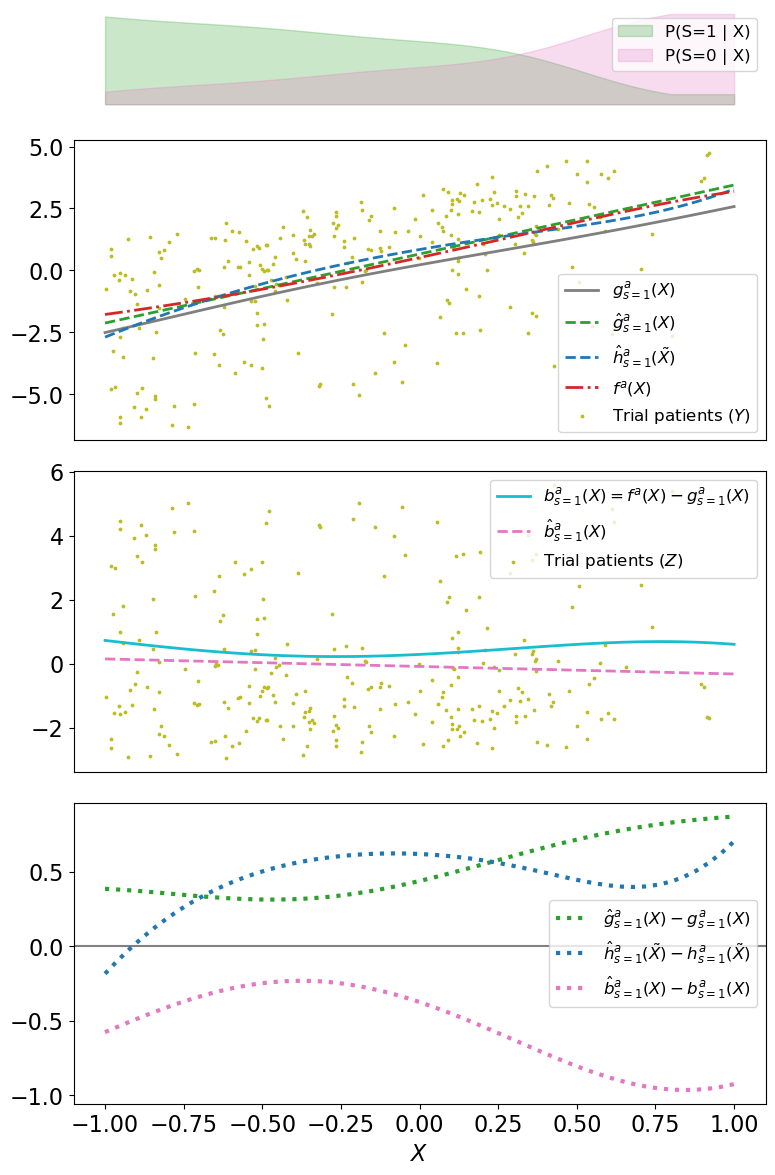 P(S=1 | X)
P(S=0 | X)
5.0
2.5
0.0
−2.5
−5.0
g^a_{s=1}(X)
ĝ^a_{s=1}(X)
ĥ^a_{s=1}(X̃)
f^a(X)
Trial patients (Y)
6
4
2
0
−2
b^a_{s=1}(X) = f^a(X) − g^a_{s=1}(X)
b̂^a_{s=1}(X)
Trial patients (Z)
0.5
0.0
−0.5
−1.0
ĝ^a_{s=1}(X) − g^a_{s=1}(X)
ĥ^a_{s=1}(X̃) − h^a_{s=1}(X̃)
b̂^a_{s=1}(X) − b^a_{s=1}(X)
−1.00 −0.75 −0.50 −0.25 0.00 0.25 0.50 0.75 1.00
X